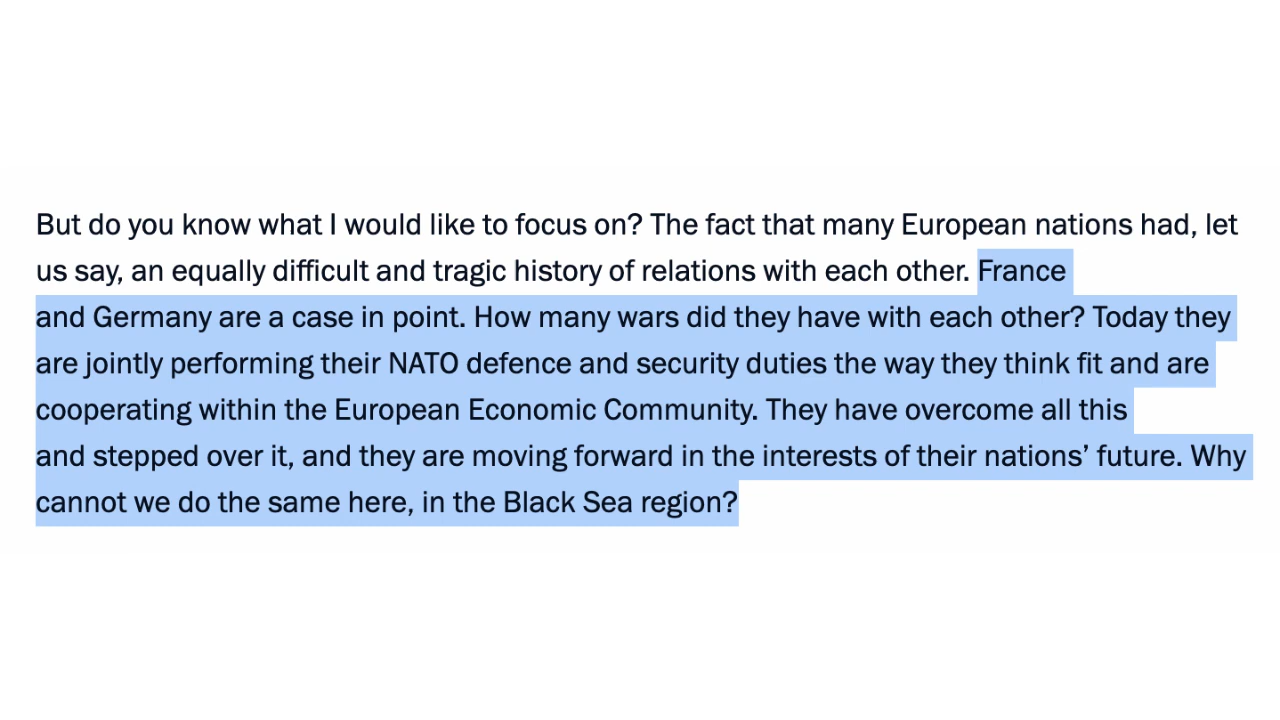 But do you know what I would like to focus on? The fact that many European nations had, let
us say, an equally difficult and tragic history of relations with each other. France
and Germany are a case in point. How many wars did they have with each other? Today they
are jointly performing their NATO defence and security duties the way they think fit and are
cooperating within the European Economic Community. They have overcome all this
and stepped over it, and they are moving forward in the interests of their nations’ future. Why
cannot we do the same here, in the Black Sea region?